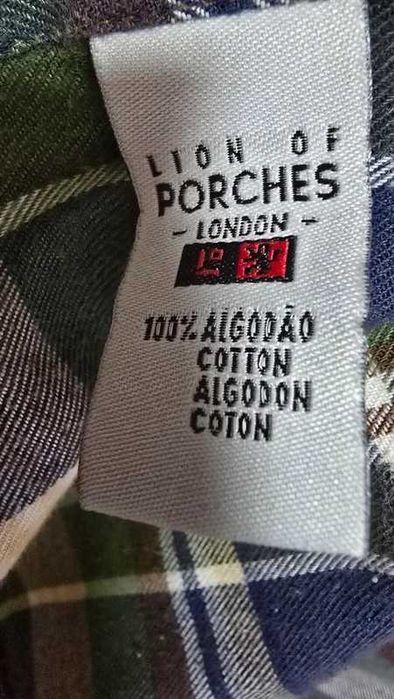 LION OF
PORCHES
- LONDON -
100% ALGODÃO
COTTON
ALGODON
COTON